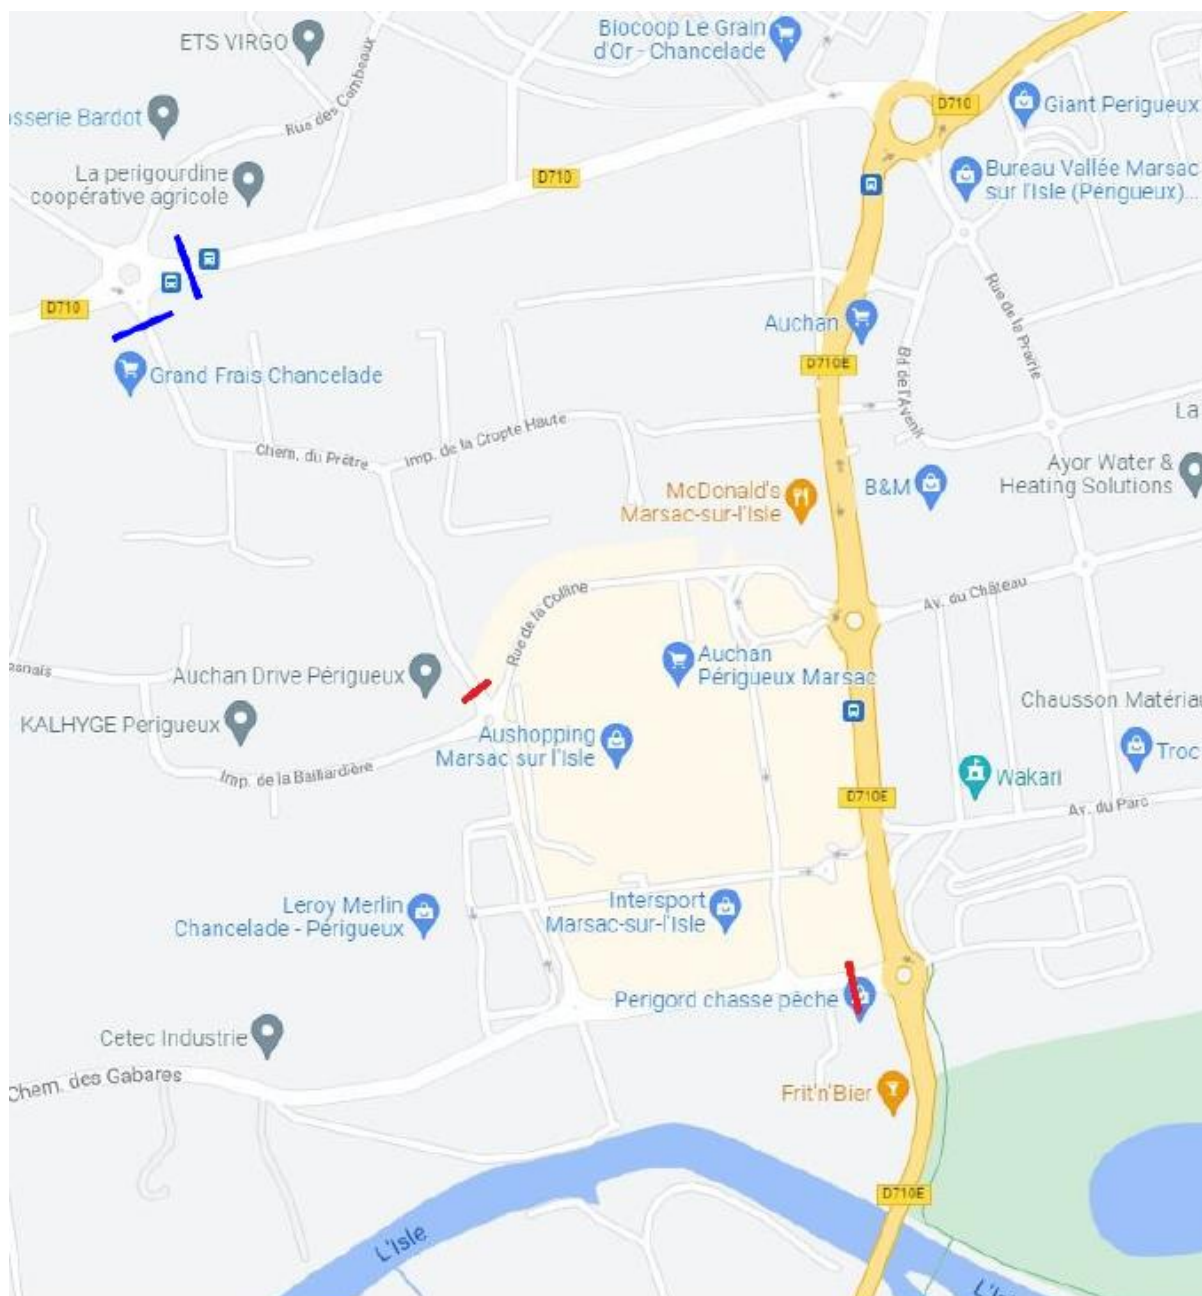 Biocoop Le Grain
d'Or - Chancelade
ETS VIRGO
Rue des Combeaux
D710
Giant Perigueux
sserie Bardot
La perigourdine
coopérative agricole
D710
Bureau Vallée Marsac
sur l'Isle (Périgueux)...
D710
Rue de la Prairie
Auchan
D710E
Bd de l'Avenir
Grand Frais Chancelade
La
Imp. de la Cropte Haute
Chem. du Prêtre
Ayor Water &
Heating Solutions
McDonald's
Marsac-sur-l'Isle
B&M
Av. du Château
Rue de la Colline
esnais
Auchan Drive Périgueux
Auchan
Périgueux Marsac
Chausson Matériau
KALHYGE Perigueux
Aushopping
Marsac sur l'Isle
Troc
Imp. de la Baillardière
Wakari
D710E
Av. du Parc
Leroy Merlin
Chancelade - Périgueux
Intersport
Marsac-sur-l'Isle
Perigord chasse pêche
Cetec Industrie
Chem. des Gabares
Frit'n'Bier
D710E
L'Isle
L'Is